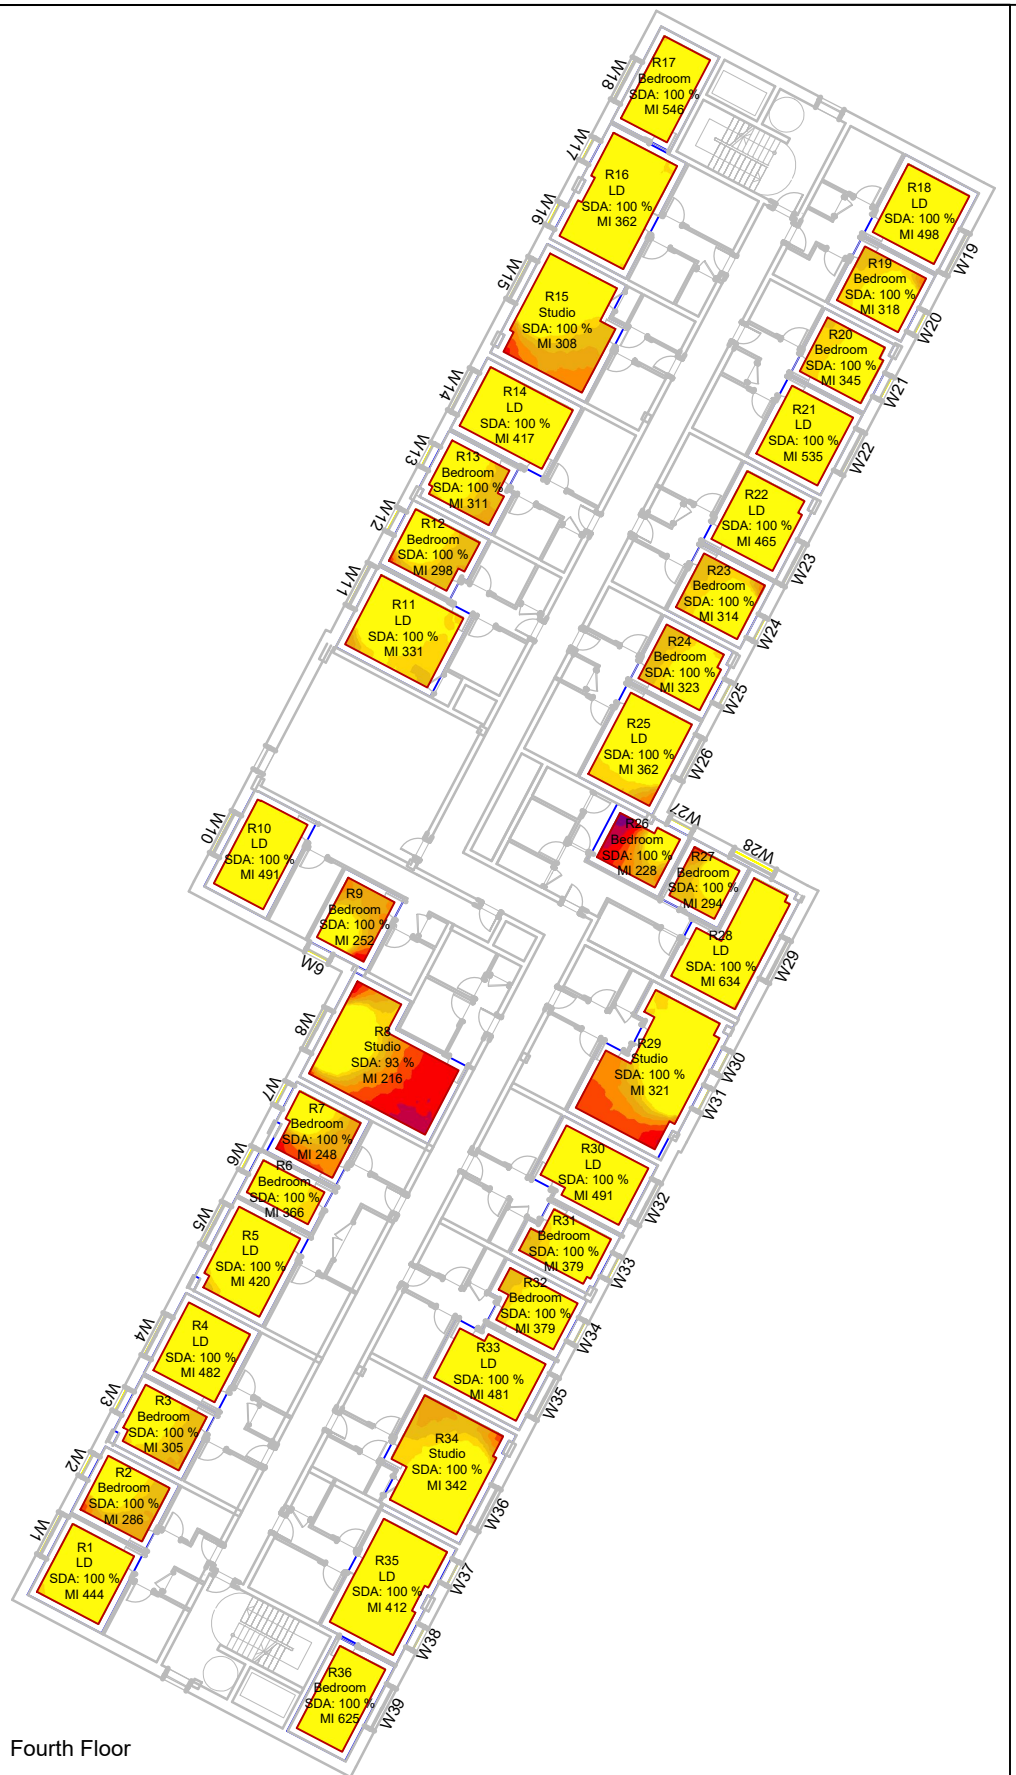 R17
Bedroom
SDA: 100 %
MI 546
W18
R16
LD
SDA: 100 %
MI 362
W17
W16
R15
Studio
SDA: 100 %
MI 308
W15
R14
LD
SDA: 100 %
MI 417
W14
R13
Bedroom
SDA: 100 %
MI 311
W13
R12
Bedroom
SDA: 100 %
MI 298
W12
R11
LD
SDA: 100 %
MI 331
W11
R18
LD
SDA: 100 %
MI 498
W19
R19
Bedroom
SDA: 100 %
MI 318
W20
R20
Bedroom
SDA: 100 %
MI 345
W21
R21
LD
SDA: 100 %
MI 535
W22
R22
LD
SDA: 100 %
MI 465
W23
R23
Bedroom
SDA: 100 %
MI 314
W24
R24
Bedroom
SDA: 100 %
MI 323
W25
R25
LD
SDA: 100 %
MI 362
W26
R26
Bedroom
SDA: 100 %
MI 228
W27
R27
Bedroom
SDA: 100 %
MI 294
W28
R28
LD
SDA: 100 %
MI 634
W29
R10
LD
SDA: 100 %
MI 491
W10
R9
Bedroom
SDA: 100 %
MI 252
W9
R8
Studio
SDA: 93 %
MI 216
W8
R29
Studio
SDA: 100 %
MI 321
W30
W31
R7
Bedroom
SDA: 100 %
MI 248
W7
R6
Bedroom
SDA: 100 %
MI 366
W6
R5
LD
SDA: 100 %
MI 420
W5
R4
LD
SDA: 100 %
MI 482
W4
R3
Bedroom
SDA: 100 %
MI 305
W3
R2
Bedroom
SDA: 100 %
MI 286
W2
R1
LD
SDA: 100 %
MI 444
W1
R30
LD
SDA: 100 %
MI 491
W32
R31
Bedroom
SDA: 100 %
MI 379
W33
R32
Bedroom
SDA: 100 %
MI 379
W34
R33
LD
SDA: 100 %
MI 481
W35
R34
Studio
SDA: 100 %
MI 342
W36
R35
LD
SDA: 100 %
MI 412
W37
W38
R36
Bedroom
SDA: 100 %
MI 625
W39
Fourth Floor